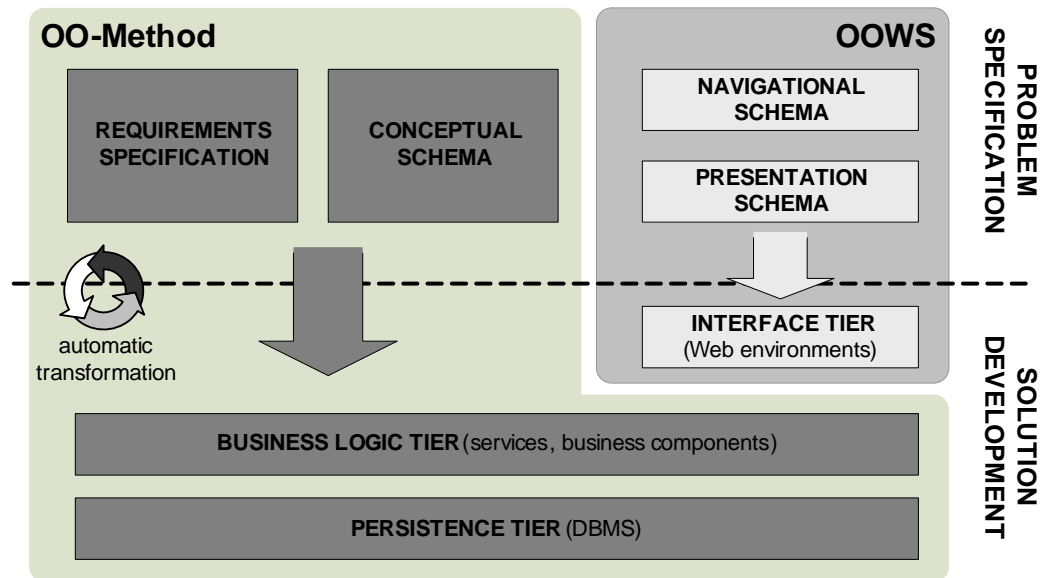 OO-Method
OOWS
REQUIREMENTS
SPECIFICATION
CONCEPTUAL
SCHEMA
NAVIGATIONAL
SCHEMA
PRESENTATION
SCHEMA
PROBLEM
SPECIFICATION
automatic
transformation
INTERFACE TIER
(Web environments)
SOLUTION
DEVELOPMENT
BUSINESS LOGIC TIER (services, business components)
PERSISTENCE TIER (DBMS)